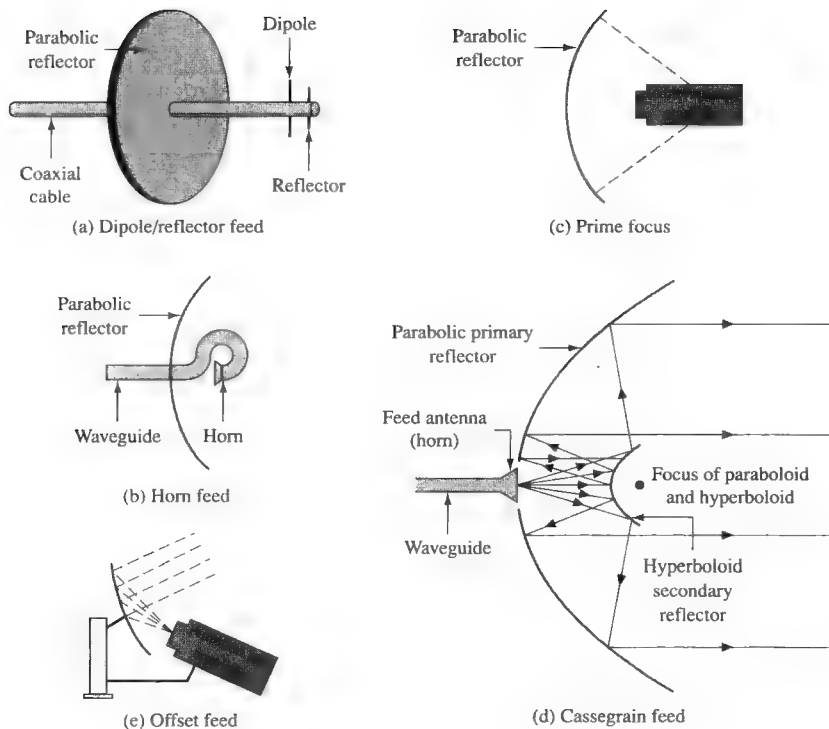 Parabolic
reflector
Dipole
Coaxial
cable
Reflector
(a) Dipole/reflector feed
Parabolic
reflector
(c) Prime focus
Parabolic
reflector
Waveguide
Horn
(b) Horn feed
Parabolic primary
reflector
Feed antenna
(horn)
Focus of paraboloid
and hyperboloid
Waveguide
Hyperboloid
secondary
reflector
(e) Offset feed
(d) Cassegrain feed